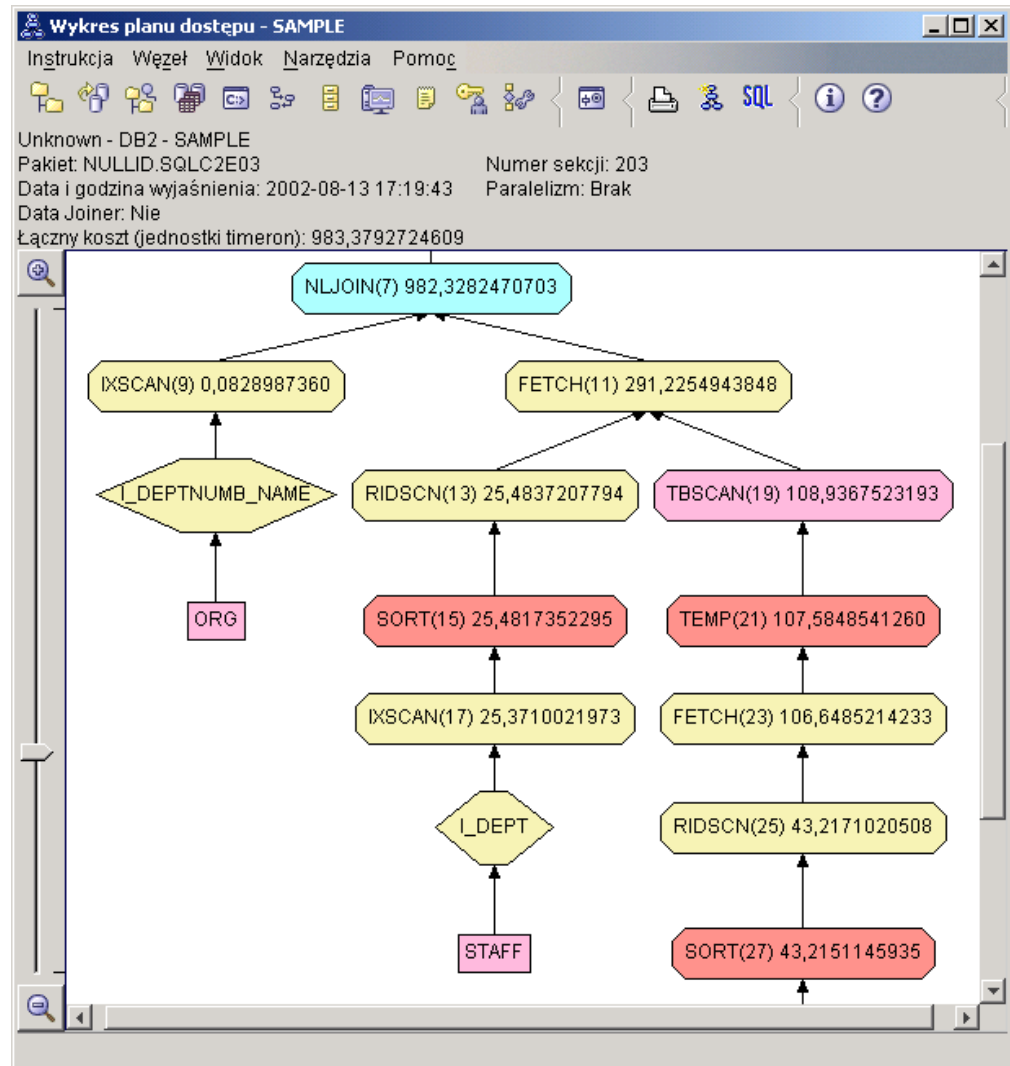 Wykres planu dostępu - SAMPLE
Instrukcja Węzeł Widok Narzędzia Pomoc
SQL
Unknown - DB2 - SAMPLE
Pakiet: NULLID.SQLC2E03 Numer sekcji: 203
Data i godzina wyjaśnienia: 2002-08-13 17:19:43 Paralelizm: Brak
Data Joiner: Nie
Łączny koszt (jednostki timeron): 983,3792724609
NLJOIN(7) 982,3282470703
IXSCAN(9) 0,0828987360 FETCH(11) 291,2254943848
I_DEPTNUMB_NAME RIDSCN(13) 25,4837207794 TBSCAN(19) 108,9367523193
ORG SORT(15) 25,4817352295 TEMP(21) 107,5848541260
IXSCAN(17) 25,3710021973 FETCH(23) 106,6485214233
I_DEPT RIDSCN(25) 43,2171020508
STAFF SORT(27) 43,2151145935